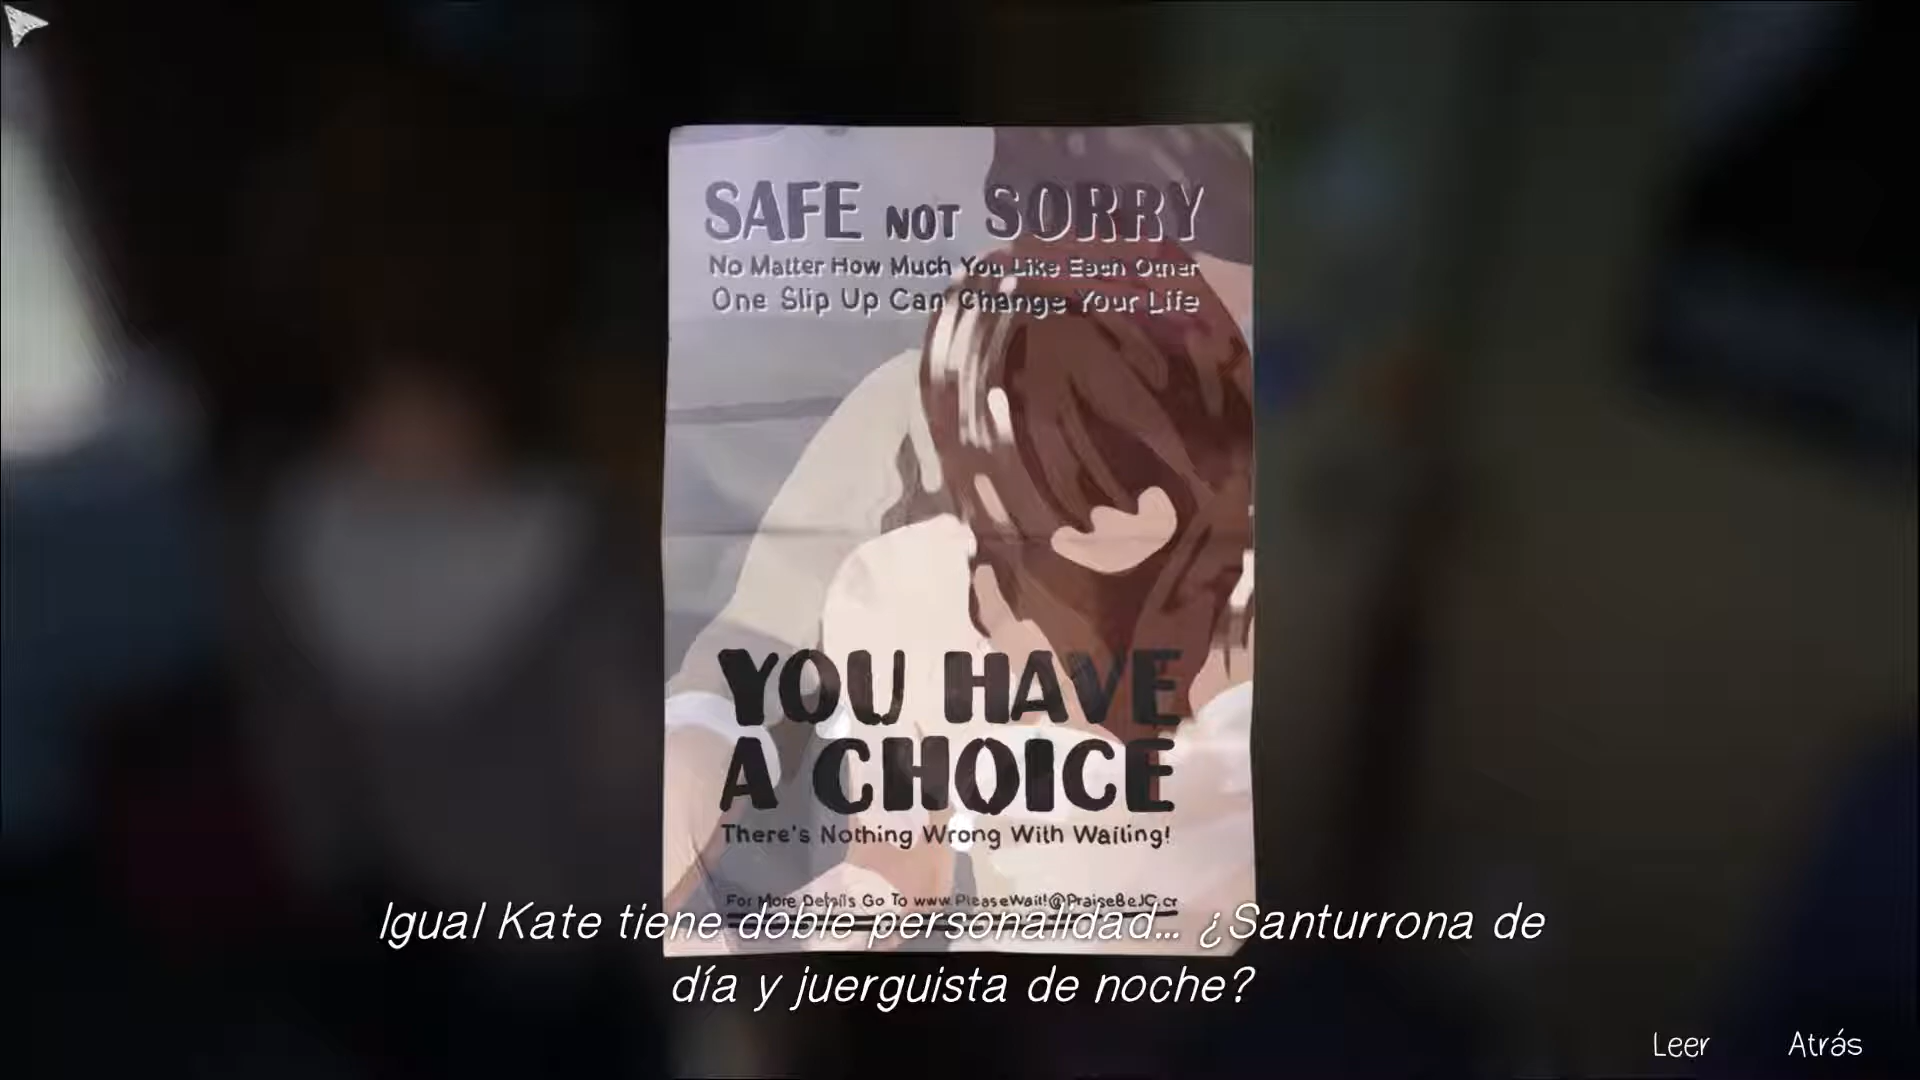 SAFE NOT SORRY
No Matter How Much You Like Each Other
One Slip Up Can Change Your Life
YOU HAVE
A CHOICE
There's Nothing Wrong With Waiting!
For More Details Go To www.PleaseWait!@PraiseBeJC.cr
Igual Kate tiene doble personalidad... ¿Santurrona de
día y juerguista de noche?
Leer Atrás